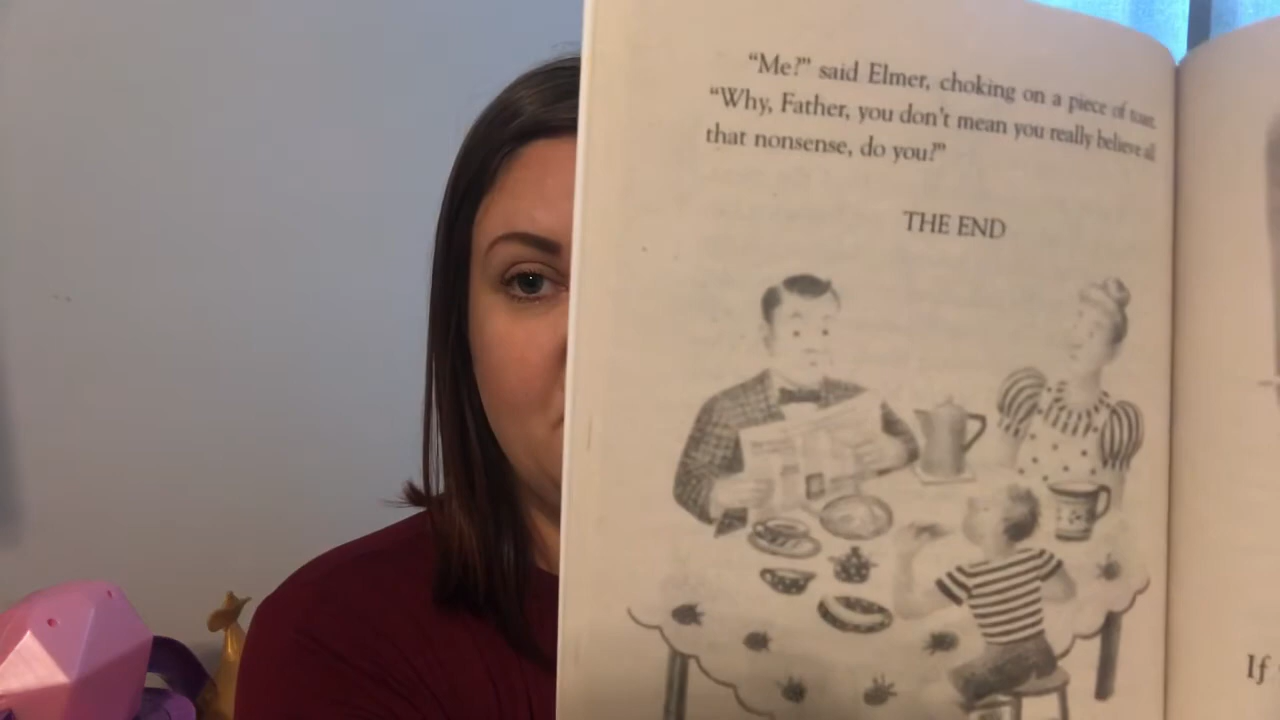 “Me?” said Elmer, choking on a piece of toast.
“Why, Father, you don’t mean you really believe all
that nonsense, do you?”
THE END
If